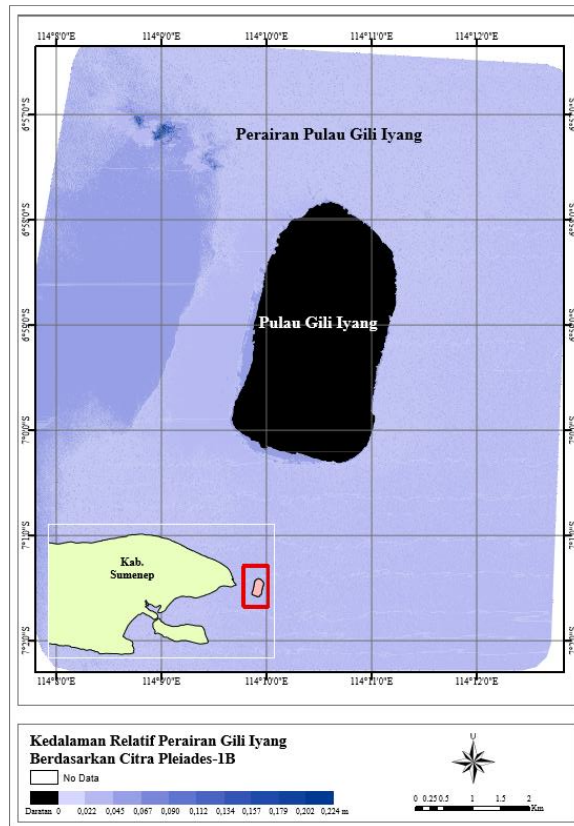 114°8'0"E 114°9'0"E 114°10'0"E 114°11'0"E 114°12'0"E
6°57'0"S
Perairan Pulau Gili Iyang
6°58'0"S
Pulau Gili Iyang
7°0'0"S
7°1'0"S
Kab.
Sumenep
7°2'0"S
114°8'0"E 114°9'0"E 114°10'0"E 114°11'0"E 114°12'0"E
Kedalaman Relatif Perairan Gili Iyang
Berdasarkan Citra Pleiades-1B
No Data
Daratan 0 0,022 0,045 0,067 0,090 0,112 0,134 0,157 0,179 0,202 0,224 m
U
0 0.25 0.5 1 1.5 2
Km